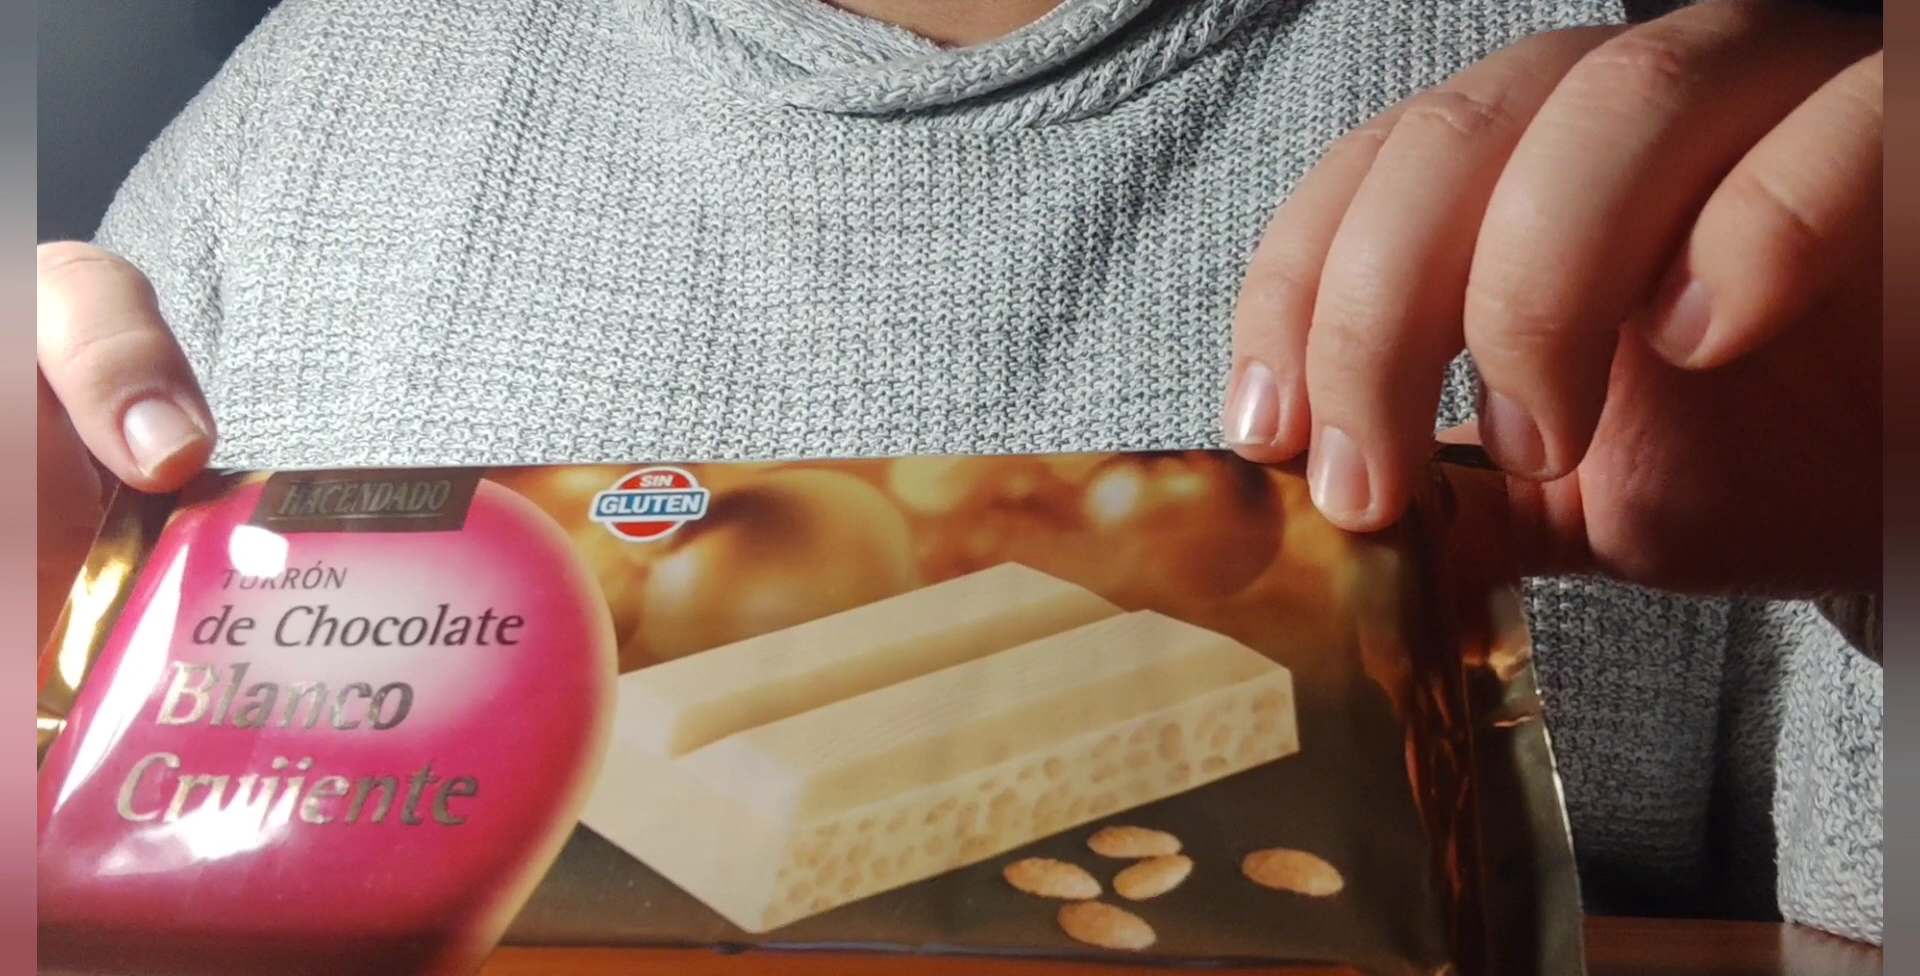 HACENDADO
SIN
GLUTEN
TURRÓN
de Chocolate
Blanco
Crujiente